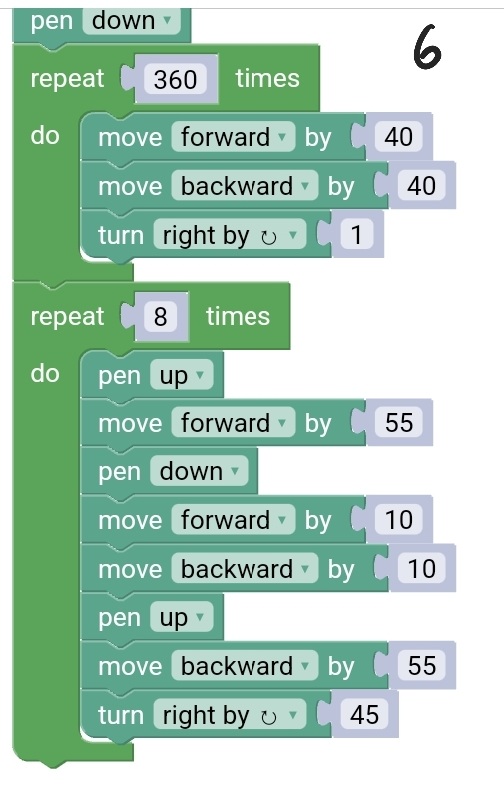 pen down
6
repeat 360 times
do move forward by 40
move backward by 40
turn right by ↻ 1
repeat 8 times
do pen up
move forward by 55
pen down
move forward by 10
move backward by 10
pen up
move backward by 55
turn right by ↻ 45